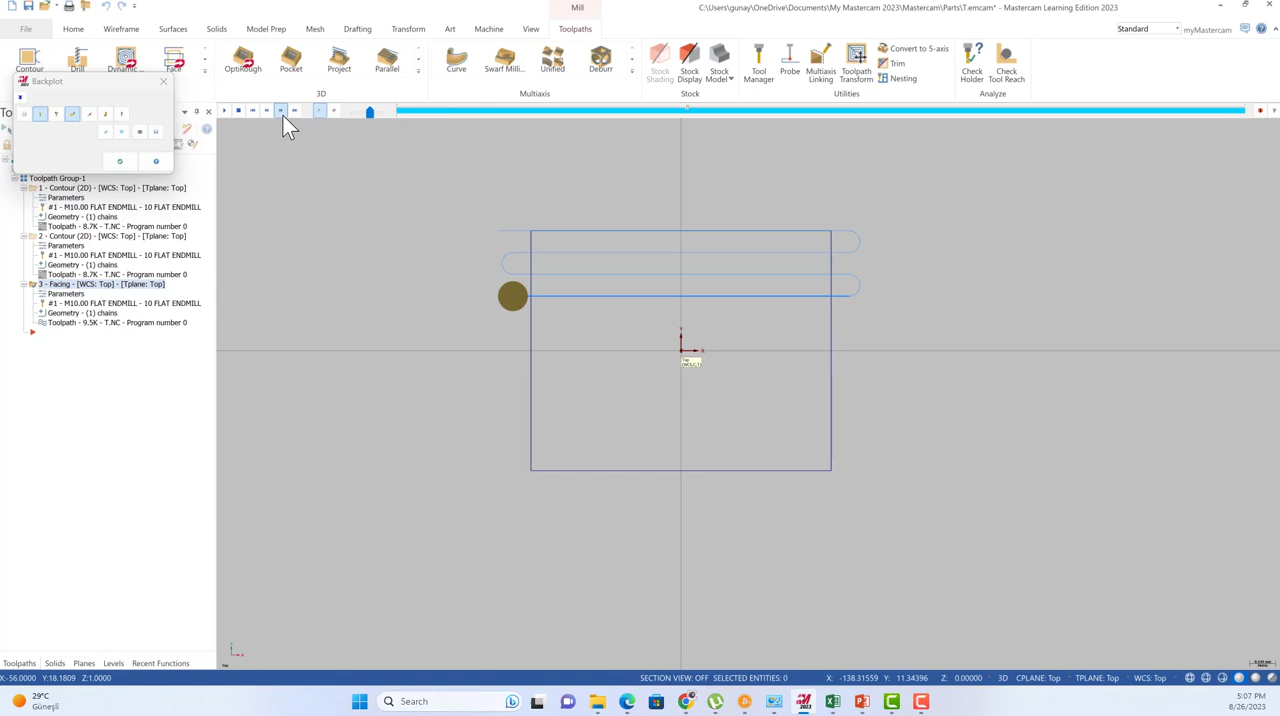 Mill
C:\Users\gunay\OneDrive\Documents\My Mastercam 2023\Mastercam\Parts\T.emcam* - Mastercam Learning Edition 2023
File Home Wireframe Surfaces Solids Model Prep Mesh Drafting Transform Art Machine View Toolpaths
Standard myMastercam
Contour Drill Dynamic ... Face OptiRough Pocket Project Parallel Curve Swarf Milli... Unified Deburr Stock Shading Stock Display Stock Model Tool Manager Probe Multiaxis Linking Toolpath Transform Convert to 5-axis Trim Nesting Check Holder Check Tool Reach
3D Multiaxis Stock Utilities Analyze
Backplot
To
Toolpath Group-1
1 - Contour (2D) - [WCS: Top] - [Tplane: Top]
Parameters
#1 - M10.00 FLAT ENDMILL - 10 FLAT ENDMILL
Geometry - (1) chains
Toolpath - 8.7K - T.NC - Program number 0
2 - Contour (2D) - [WCS: Top] - [Tplane: Top]
Parameters
#1 - M10.00 FLAT ENDMILL - 10 FLAT ENDMILL
Geometry - (1) chains
Toolpath - 8.7K - T.NC - Program number 0
3 - Facing - [WCS: Top] - [Tplane: Top]
Parameters
#1 - M10.00 FLAT ENDMILL - 10 FLAT ENDMILL
Geometry - (1) chains
Toolpath - 9.5K - T.NC - Program number 0
Y
X
Top
Top
Toolpaths Solids Planes Levels Recent Functions
X:-56.0000 Y:18.1809 Z:1.0000 SECTION VIEW: OFF SELECTED ENTITIES: 0 X: -138.31559 Y: 11.34396 Z: 0.00000 3D CPLANE: Top TPLANE: Top WCS: Top
29°C
Güneşli
Search
2023
5:07 PM
8/26/2023